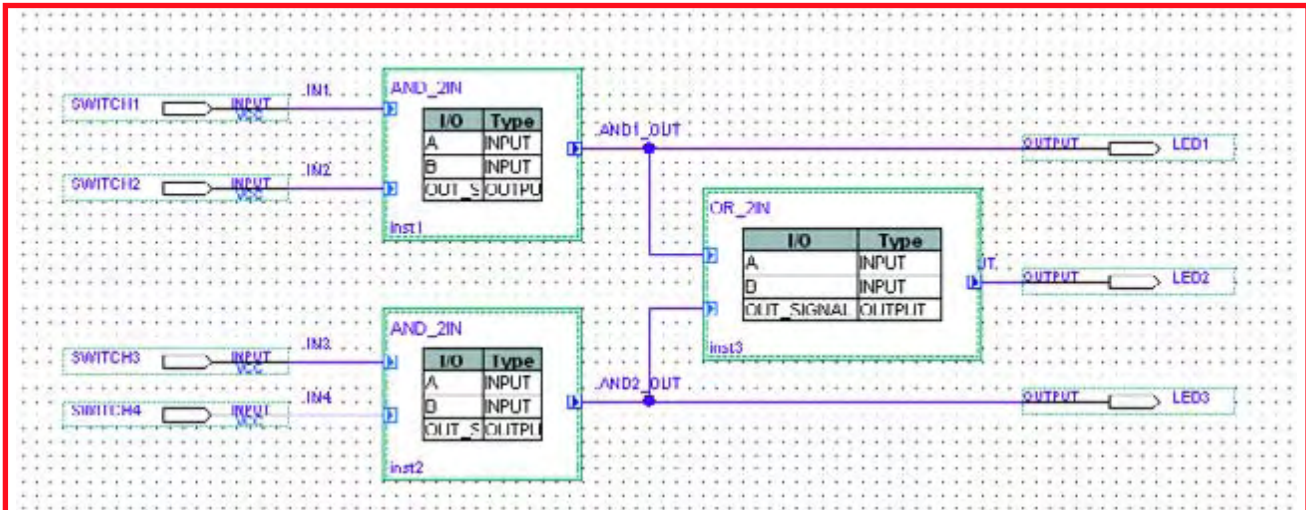 SWITCH1
INPUT
VCC
IN1
SWITCH2
INPUT
VCC
IN2
AND_2IN
I/O Type
A INPUT
B INPUT
OUT_S OUTPU
inst1
AND1_OUT
OUTPUT
LED1
OR_2IN
I/O Type
A INPUT
B INPUT
OUT_SIGNAL OUTPUT
inst3
UT
OUTPUT
LED2
SWITCH3
INPUT
VCC
IN3
SWITCH4
INPUT
VCC
IN4
AND_2IN
I/O Type
A INPUT
B INPUT
OUT_S OUTPU
inst2
AND2_OUT
OUTPUT
LED3